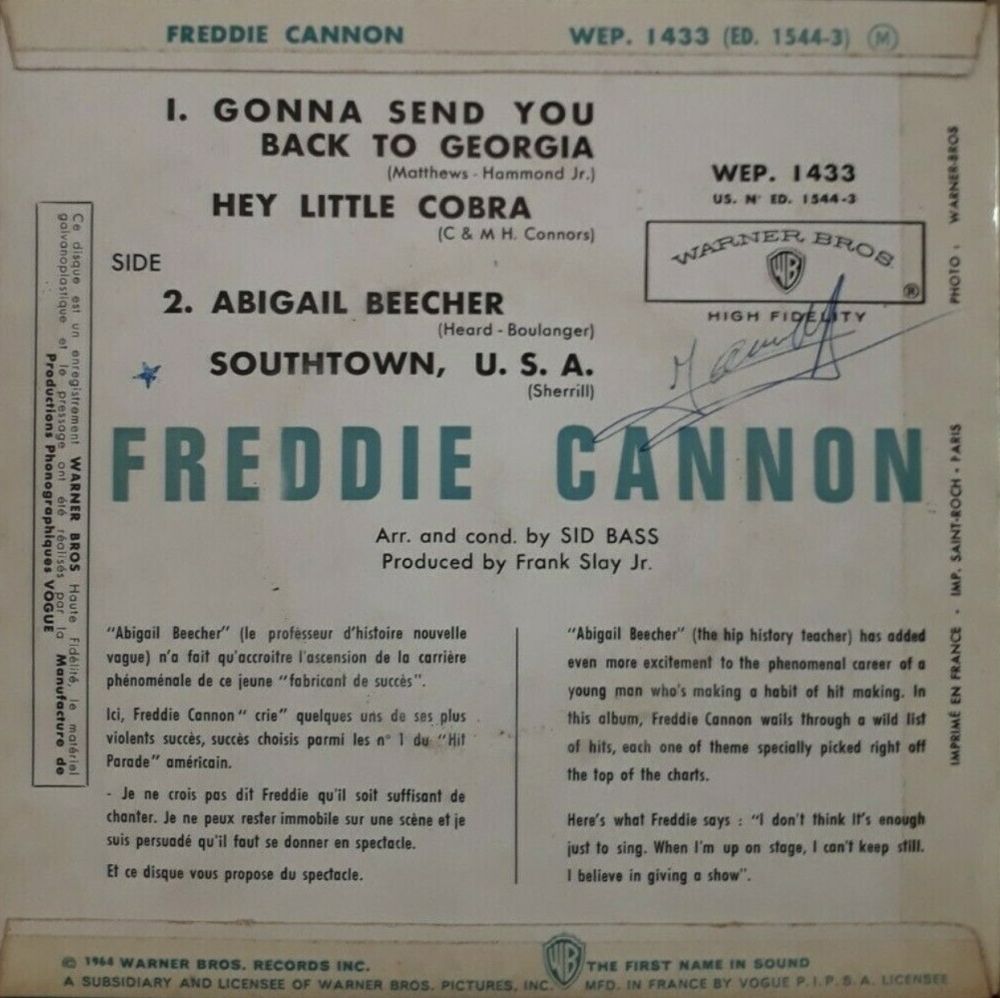 FREDDIE CANNON
WEP. 1433 (ED. 1544-3) M
1. GONNA SEND YOU
BACK TO GEORGIA
(Matthews - Hammond Jr.)
HEY LITTLE COBRA
(C & M H. Connors)
SIDE
2. ABIGAIL BEECHER
(Heard - Boulanger)
SOUTHTOWN, U. S. A.
(Sherrill)
WEP. 1433
US. N° ED. 1544-3
WARNER BROS
WB
®
HIGH FIDELITY
FREDDIE CANNON
Arr. and cond. by SID BASS
Produced by Frank Slay Jr.
Ce disque est un enregistrement WARNER BROS Haute Fidélité, le matériel
galvanoplastique et le pressage ont été réalisés par la Manufacture de
Productions Phonographiques VOGUE
"Abigail Beecher" (le professeur d'histoire nouvelle
vague) n'a fait qu'accroitre l'ascension de la carrière
phénoménale de ce jeune "fabricant de succès".
Ici, Freddie Cannon " crie" quelques uns de ses plus
violents succès, succès choisis parmi les n° 1 du "Hit
Parade" américain.
- Je ne crois pas dit Freddie qu'il soit suffisant de
chanter. Je ne peux rester immobile sur une scène et je
suis persuadé qu'il faut se donner en spectacle.
Et ce disque vous propose du spectacle.
"Abigail Beecher" (the hip history teacher) has added
even more excitement to the phenomenal career of a
young man who's making a habit of hit making. In
this album, Freddie Cannon wails through a wild list
of hits, each one of theme specially picked right off
the top of the charts.
Here's what Freddie says : "I don't think It's enough
just to sing. When I'm up on stage, I can't keep still.
I believe in giving a show".
PHOTO : WARNER-BROS
IMPRIMÉ EN FRANCE - IMP. SAINT-ROCH - PARIS
© 1964 WARNER BROS. RECORDS INC.
A SUBSIDIARY AND LICENSEE OF WARNER BROS. PICTURES, INC.
WB
THE FIRST NAME IN SOUND
MFD. IN FRANCE BY VOGUE P.I.P.S.A. LICENSEE